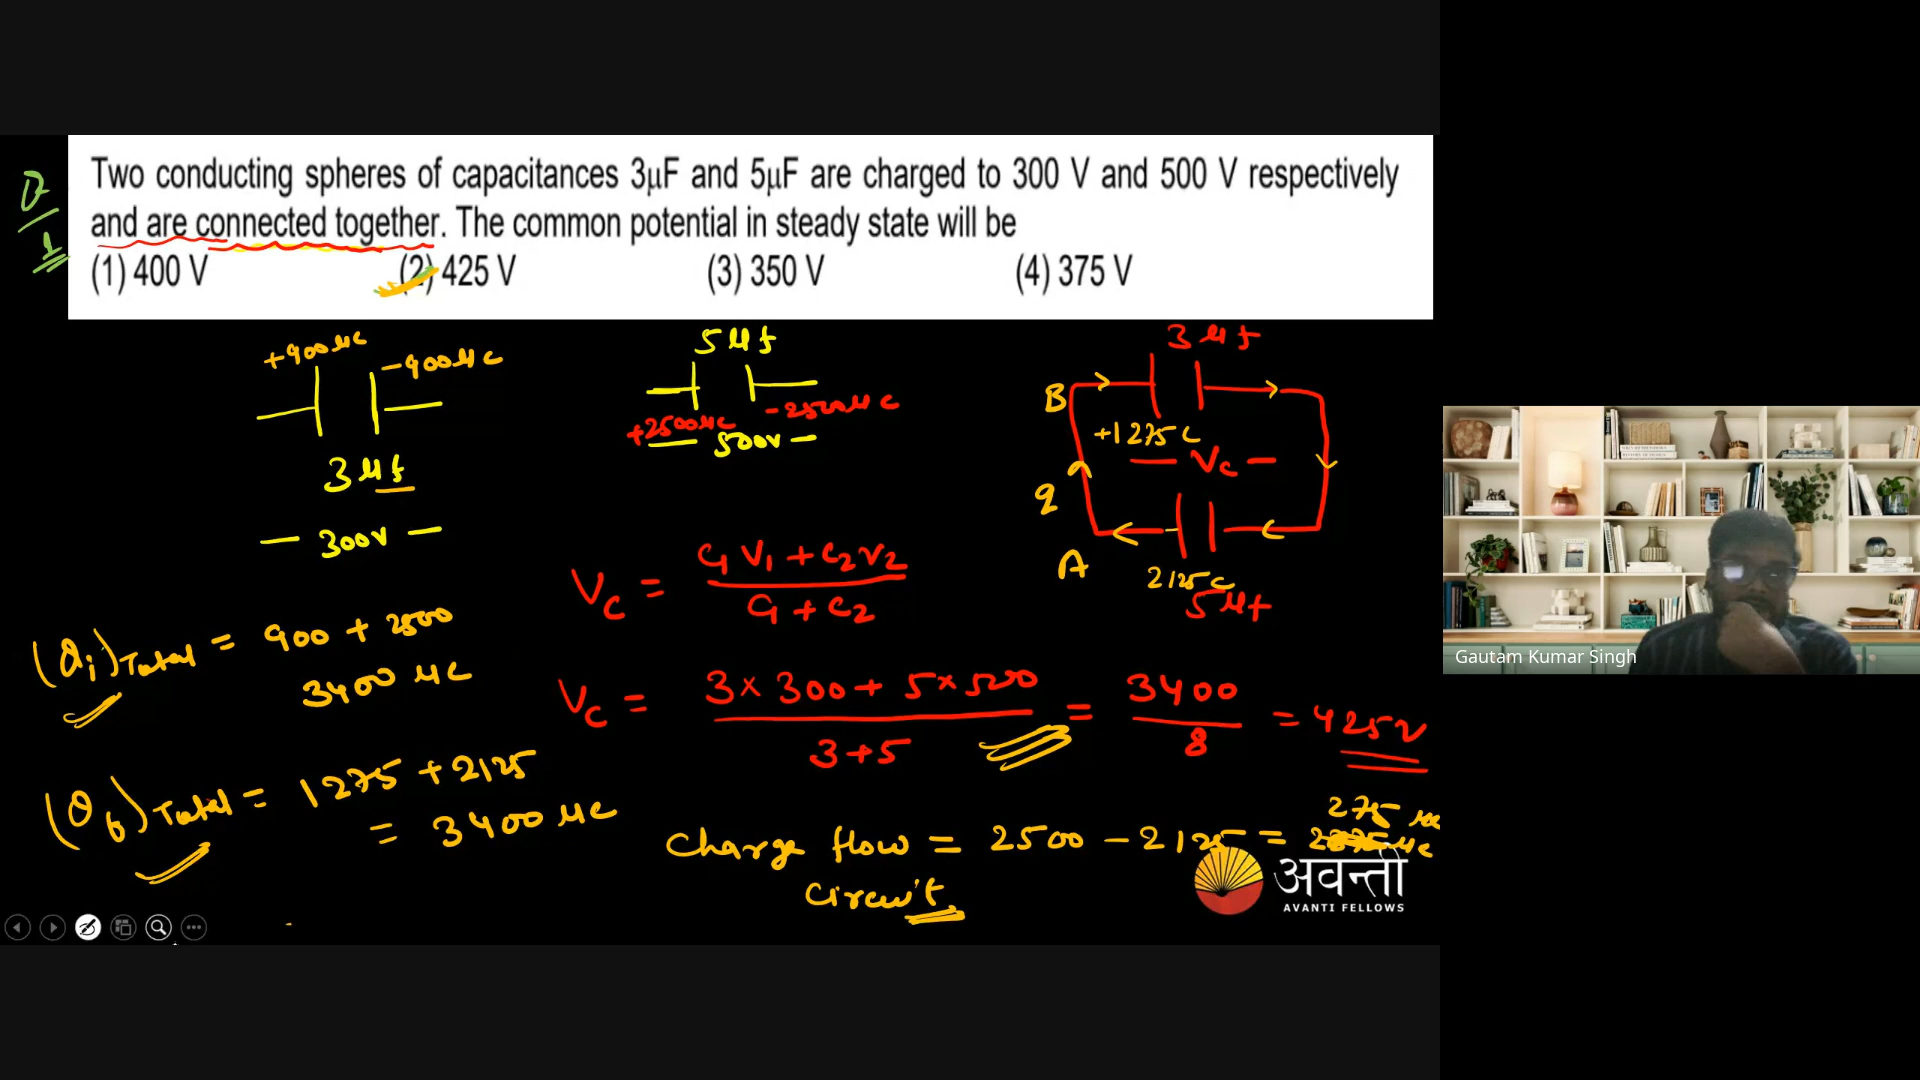 Q
1
Two conducting spheres of capacitances 3μF and 5μF are charged to 300 V and 500 V respectively
and are connected together. The common potential in steady state will be
(1) 400 V (2) 425 V (3) 350 V (4) 375 V
+900μc -900μc
3μf
300v
5μf
+2500μc -2500μc
500v
3μf
B
+1275c
Vc
q
A
2125c
5μf
Vc = C1V1 + C2V2
C1 + C2
(Qi)Total = 900 + 2500
3400 μc
Vc = 3×300 + 5×500 = 3400 = 425v
3+5 8
(Qf)Total = 1275 + 2125
= 3400 μc
275 μc
Charge flow = 2500 - 2125 =
Circuit
अवन्ती
AVANTI FELLOWS
Gautam Kumar Singh